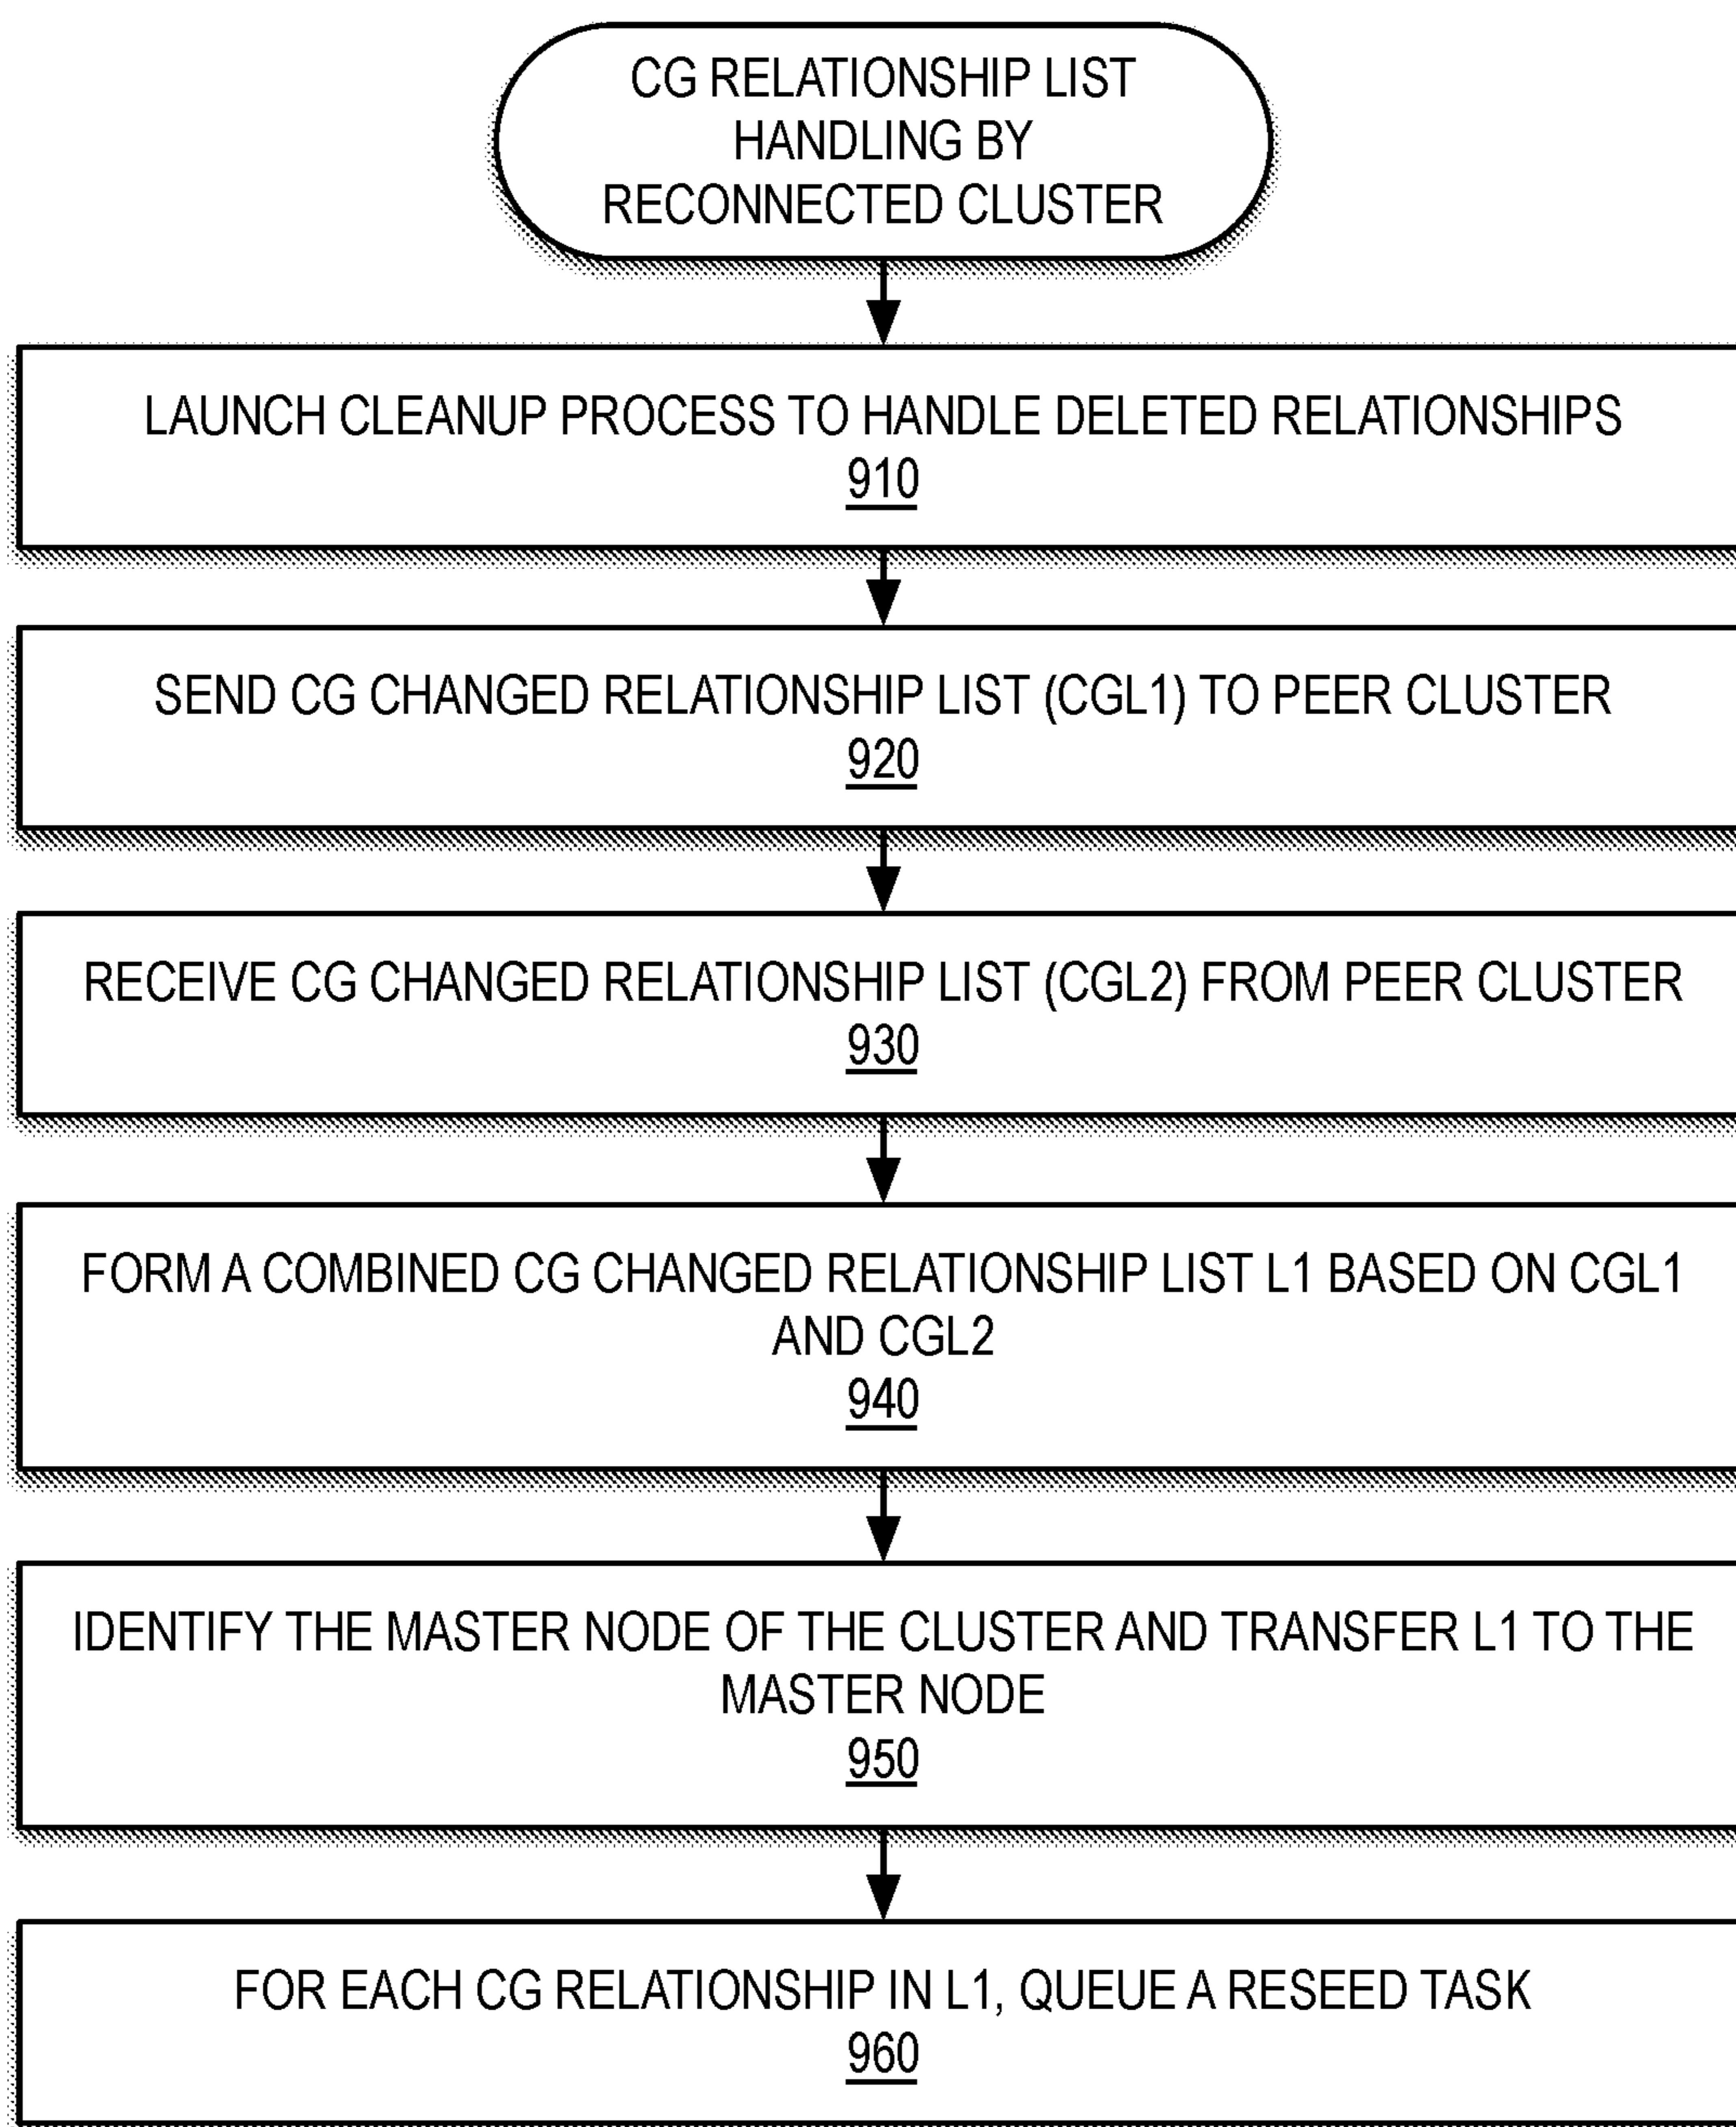 CG RELATIONSHIP LIST
HANDLING BY
RECONNECTED CLUSTER
LAUNCH CLEANUP PROCESS TO HANDLE DELETED RELATIONSHIPS
910
SEND CG CHANGED RELATIONSHIP LIST (CGL1) TO PEER CLUSTER
920
RECEIVE CG CHANGED RELATIONSHIP LIST (CGL2) FROM PEER CLUSTER
930
FORM A COMBINED CG CHANGED RELATIONSHIP LIST L1 BASED ON CGL1
AND CGL2
940
IDENTIFY THE MASTER NODE OF THE CLUSTER AND TRANSFER L1 TO THE
MASTER NODE
950
FOR EACH CG RELATIONSHIP IN L1, QUEUE A RESEED TASK
960